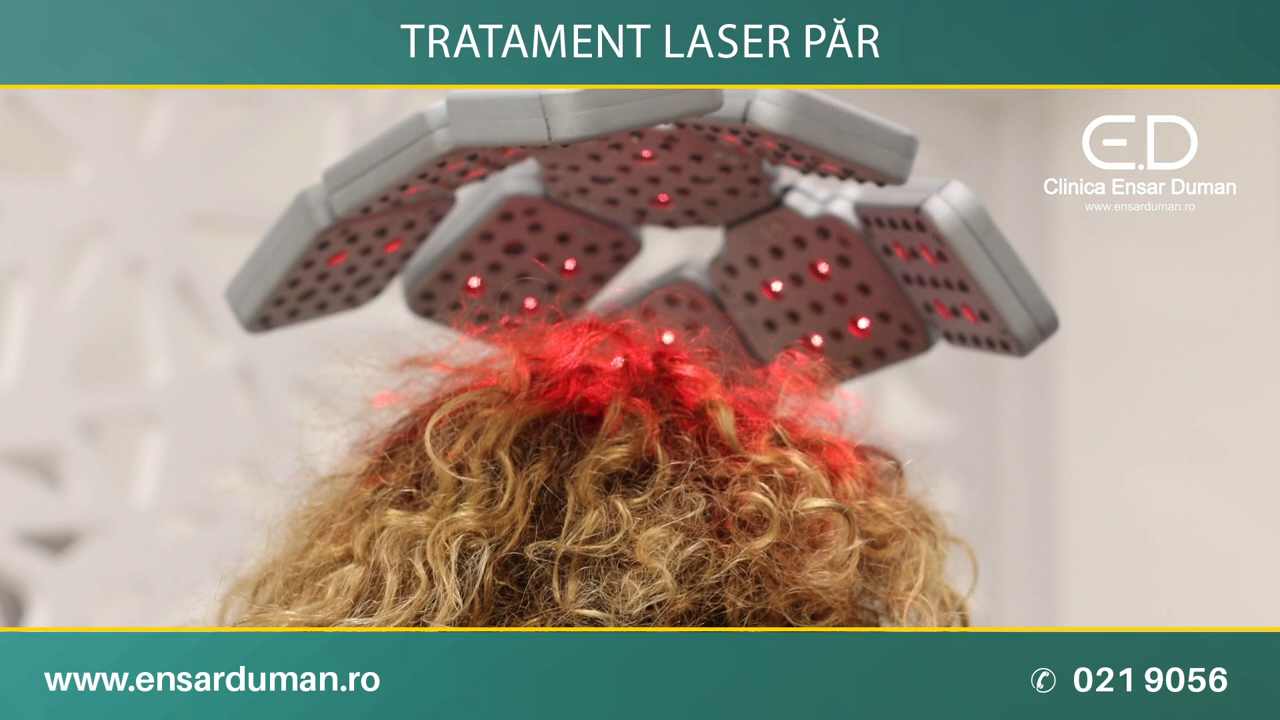 TRATAMENT LASER PĂR
E.D
Clinica Ensar Duman
www.ensarduman.ro
www.ensarduman.ro
✆ 021 9056